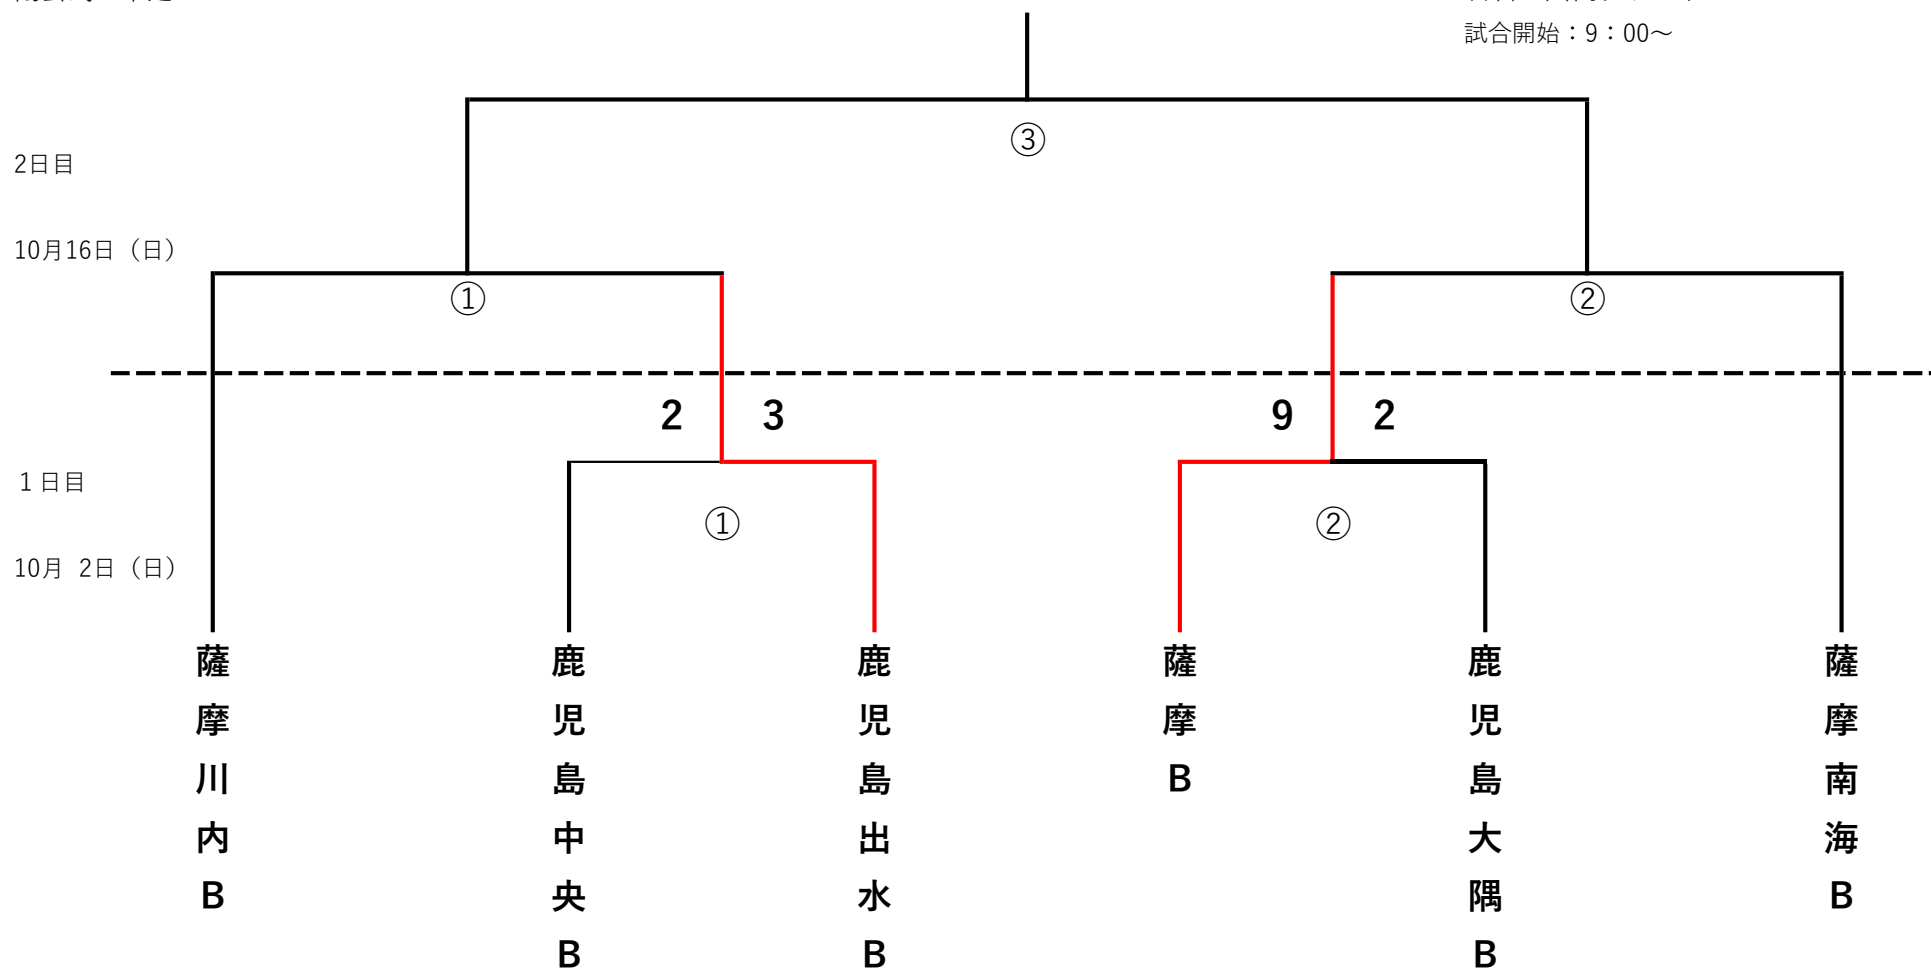 試合開始：9：00～
③
2日目
10月16日（日）
①
②
2 3
9 2
１日目
①
②
10月 2日（日）
薩摩川内B
鹿児島中央B
鹿児島出水B
薩摩B
鹿児島大隅B
薩摩南海B